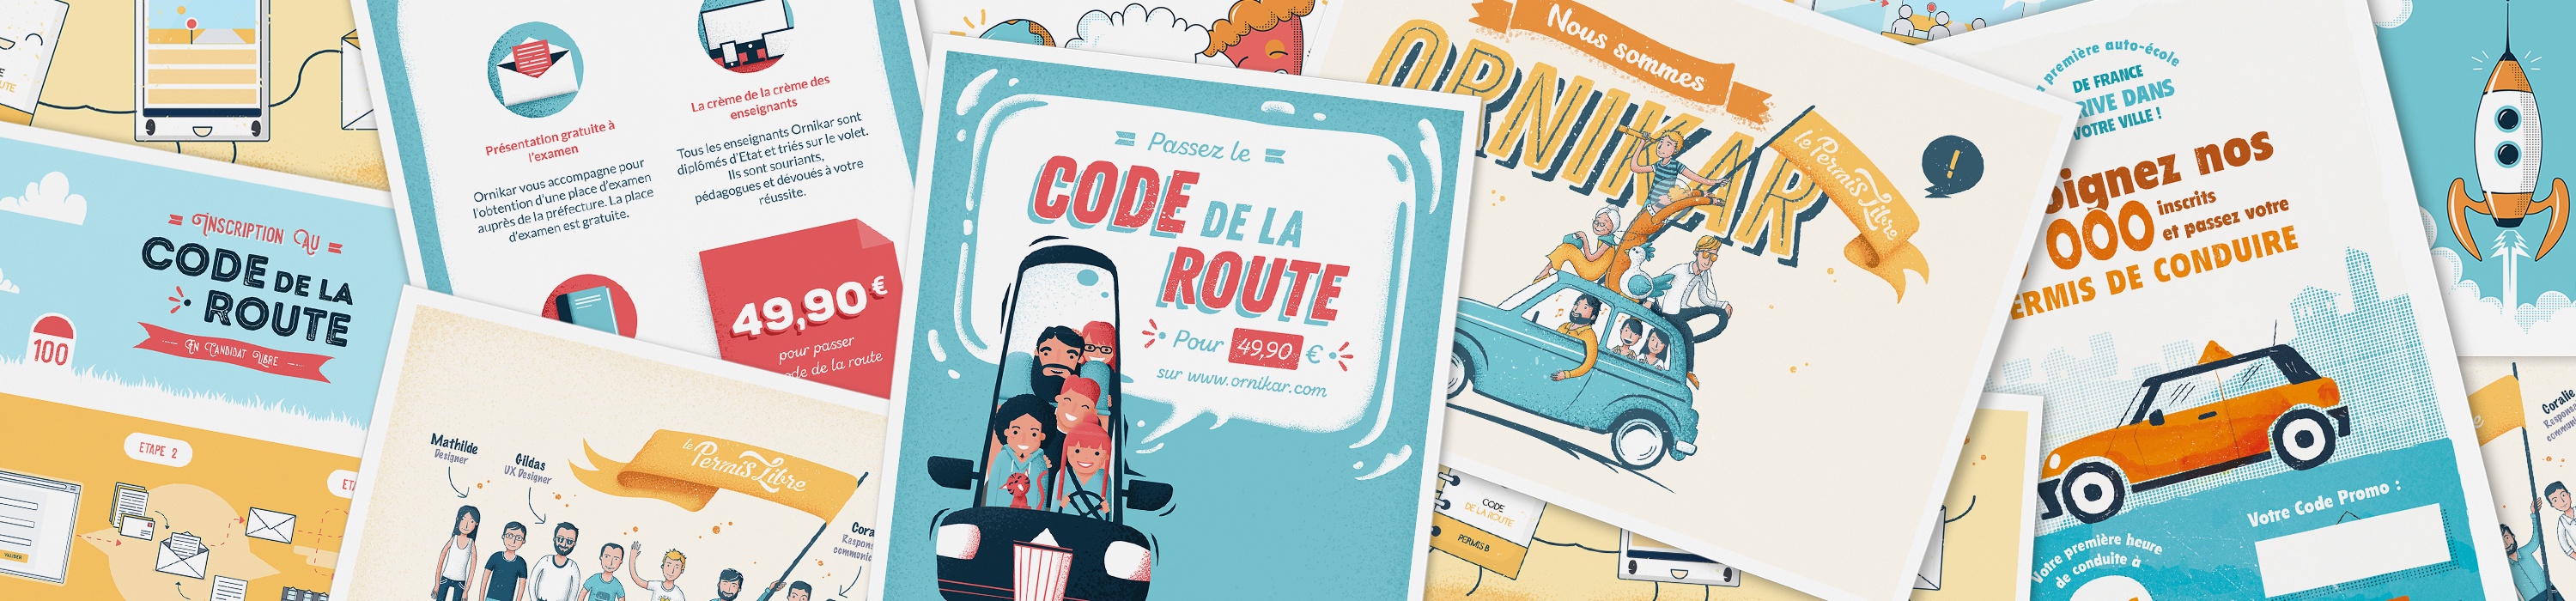 INSCRIPTION AU
CODE DE LA
ROUTE
EN CANDIDAT LIBRE
100
ETAPE 2
VALIDER
Présentation gratuite à
l'examen
Ornikar vous accompagne pour
l'obtention d'une place d'examen
auprès de la préfecture. La place
d'examen est gratuite.
La crème de la crème des
enseignants
Tous les enseignants Ornikar sont
diplômés d'Etat et triés sur le volet.
Ils sont souriants,
pédagogues et dévoués à votre
réussite.
49,90€
pour passer
de la route
Mathilde
Designer
Gildas
UX Designer
le Permis Libre
Passez le
CODE DE LA
ROUTE
Pour 49,90 €
sur www.ornikar.com
Nous sommes
ORNIKAR
le Permis Libre
!
CODE
DE LA ROUTE
PERMIS B
première auto-école
DE FRANCE
DANS
VOTRE VILLE !
nos
000 inscrits
et passez votre
PERMIS DE CONDUIRE
Votre Code Promo :
Votre première heure
de conduite à
Coralie